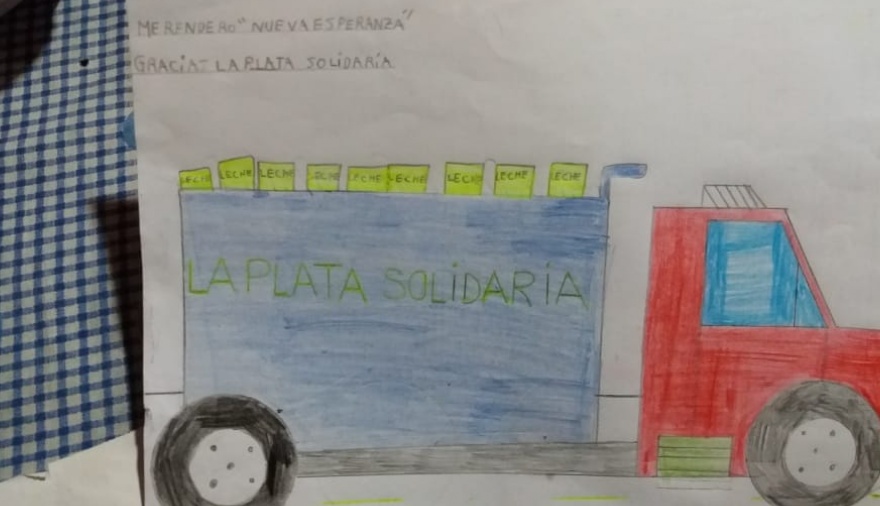 MERENDERO "NUEVA ESPERANZA"
GRACIAS LA PLATA SOLIDARIA
LECHE LECHE LECHE LECHE LECHE LECHE LECHE LECHE LECHE
LA PLATA SOLIDARIA